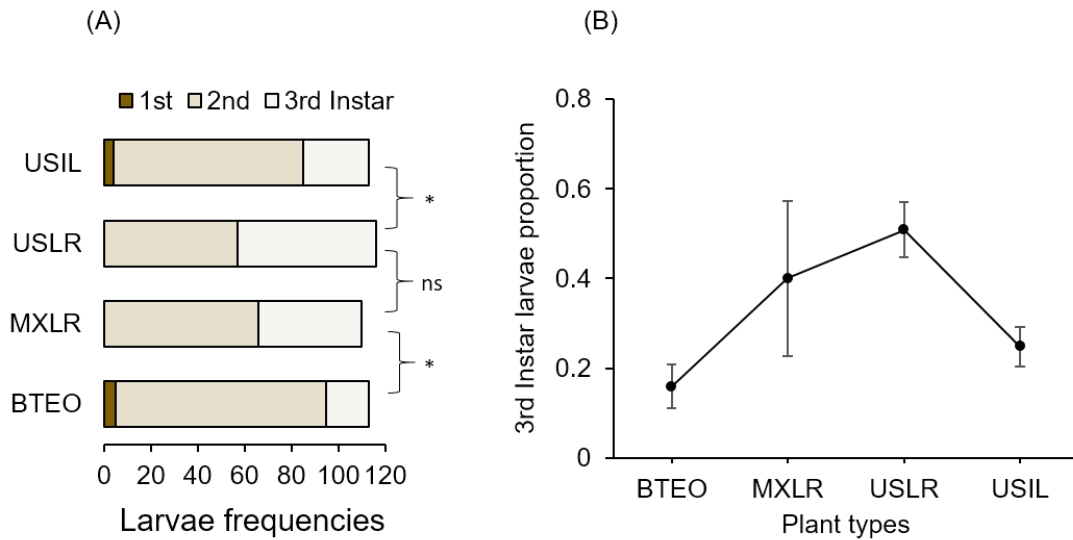 (A)
1st 2nd 3rd Instar
USIL
*
USLR
ns
MXLR
*
BTEO
0 20 40 60 80 100 120
Larvae frequencies
(B)
3rd Instar larvae proportion
0.8
0.6
0.4
0.2
0
BTEO MXLR USLR USIL
Plant types